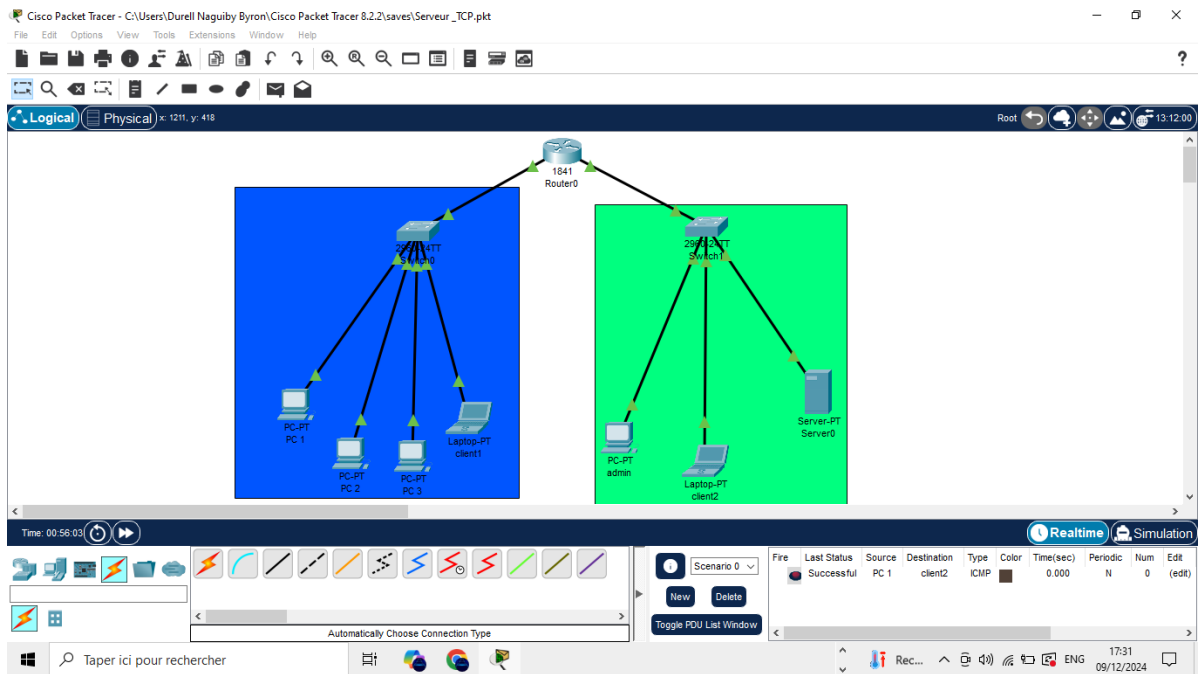 Cisco Packet Tracer - C:\Users\Durell Naguiby Byron\Cisco Packet Tracer 8.2.2\saves\Serveur _TCP.pkt
File Edit Options View Tools Extensions Window Help
?
Logical Physical x: 1211, y: 418 Root 13:12:00
1841
Router0
2960-24TT
Switch0
2960-24TT
Switch1
PC-PT
PC 1
PC-PT
PC 2
PC-PT
PC 3
Laptop-PT
client1
PC-PT
admin
Laptop-PT
client2
Server-PT
Server0
Time: 00:56:03 Realtime Simulation
Scenario 0
New Delete
Toggle PDU List Window
Fire Last Status Source Destination Type Color Time(sec) Periodic Num Edit
Successful PC 1 client2 ICMP 0.000 N 0 (edit)
Automatically Choose Connection Type
Taper ici pour rechercher Rec... ENG 17:31
09/12/2024